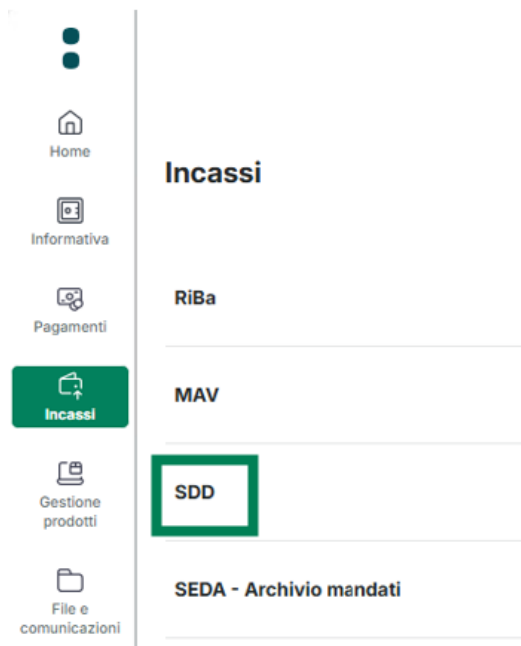 Home
Informativa
Pagamenti
Incassi
Gestione
prodotti
File e
comunicazioni
Incassi
RiBa
MAV
SDD
SEDA - Archivio mandati